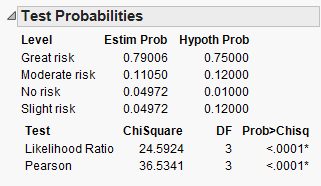 Test Probabilities
Level Estim Prob Hypoth Prob
Great risk 0.79006 0.75000
Moderate risk 0.11050 0.12000
No risk 0.04972 0.01000
Slight risk 0.04972 0.12000
Test ChiSquare DF Prob>Chisq
Likelihood Ratio 24.5924 3 <.0001*
Pearson 36.5341 3 <.0001*